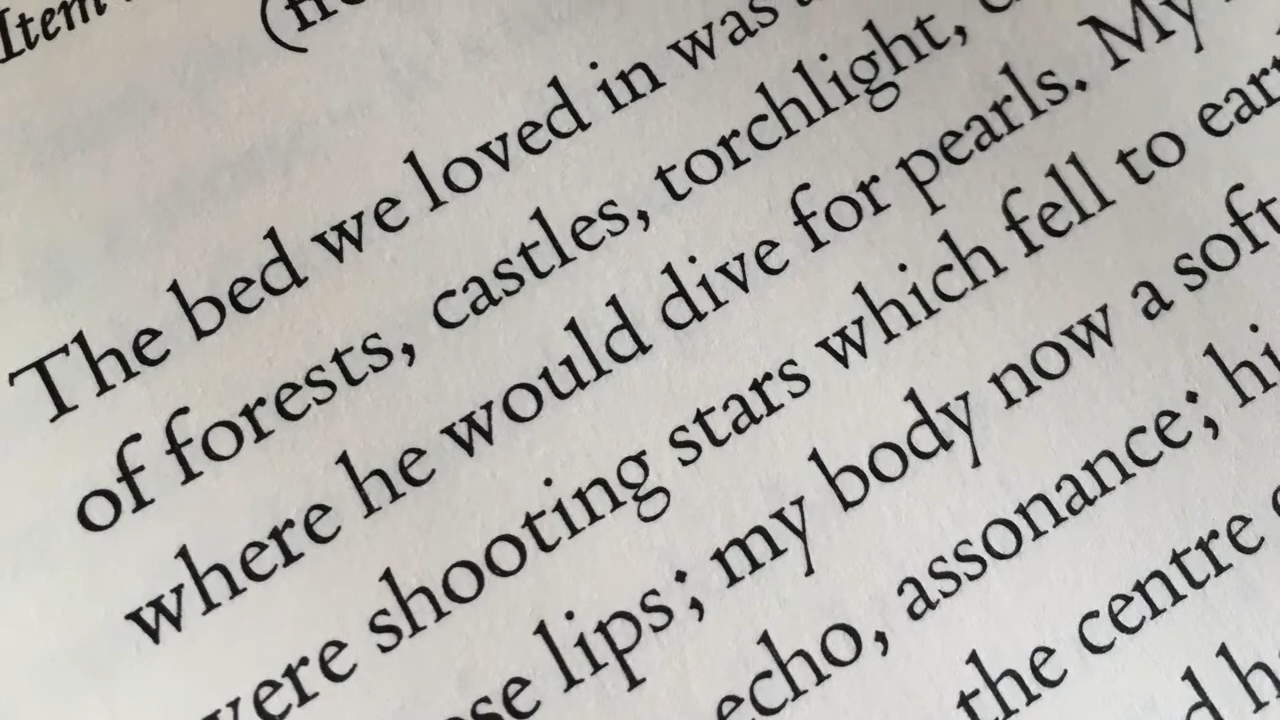 Item
The bed we loved in was
of forests, castles, torchlight,
where he would dive for pearls. My
were shooting stars which fell to
lips; my body now a soft
echo, assonance;
the centre